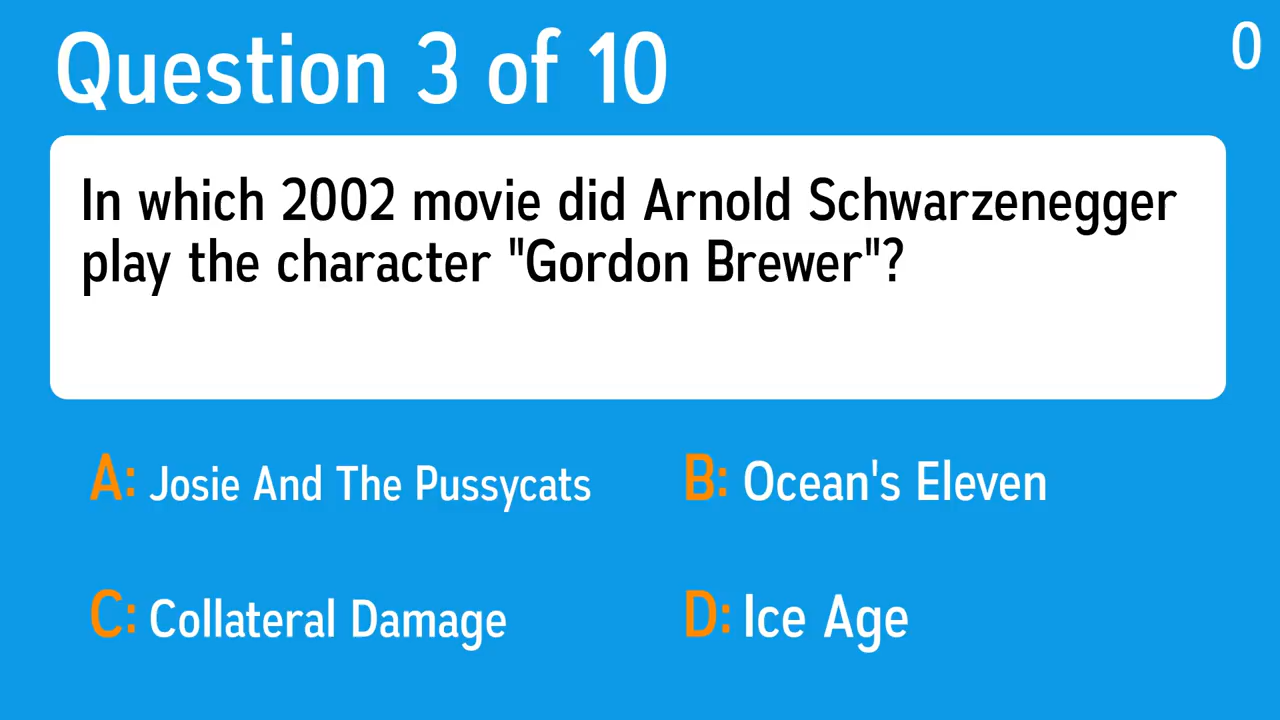 Question 3 of 10
0
In which 2002 movie did Arnold Schwarzenegger
play the character "Gordon Brewer"?
A: Josie And The Pussycats
B: Ocean's Eleven
C: Collateral Damage
D: Ice Age